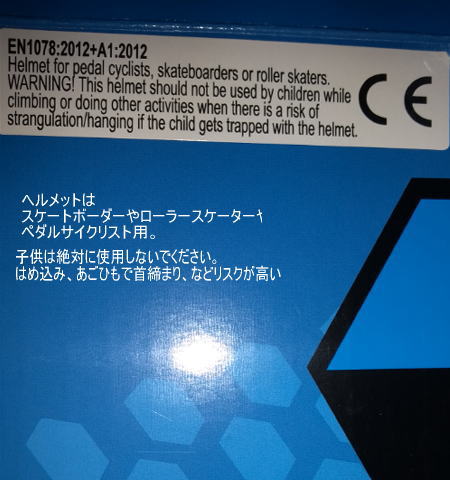 EN1078:2012+A1:2012
Helmet for pedal cyclists, skateboarders or roller skaters.
WARNING! This helmet should not be used by children while
climbing or doing other activities when there is a risk of
strangulation/hanging if the child gets trapped with the helmet.
CE
ヘルメットは
スケートボーダーやローラースケーターヤ
ペダルサイクリスト用。
子供は絶対に使用しないでください。
はめ込み、あごひもで首締まり、などリスクが高い